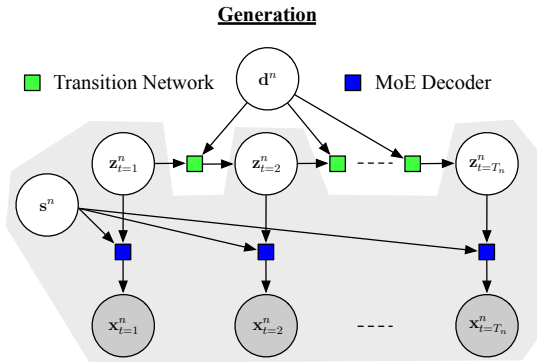 Generation
d^n
Transition Network
MoE Decoder
z^n_{t=1}
z^n_{t=2}
z^n_{t=T_n}
s^n
x^n_{t=1}
x^n_{t=2}
x^n_{t=T_n}